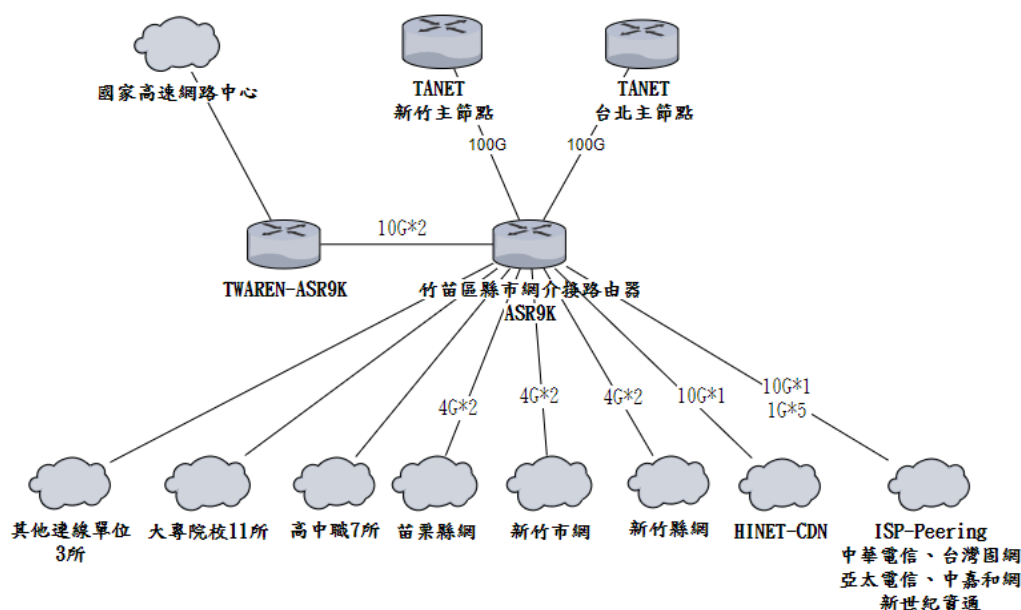 國家高速網路中心
TANET
新竹主節點
TANET
台北主節點
100G
100G
10G*2
TWAREN-ASR9K
竹苗區縣市網介接路由器
ASR9K
4G*2
4G*2
4G*2
10G*1
10G*1
1G*5
其他連線單位
3所
大專院校11所
高中職7所
苗栗縣網
新竹市網
新竹縣網
HINET-CDN
ISP-Peering
中華電信、台灣固網
亞太電信、中嘉和網
新世紀資通